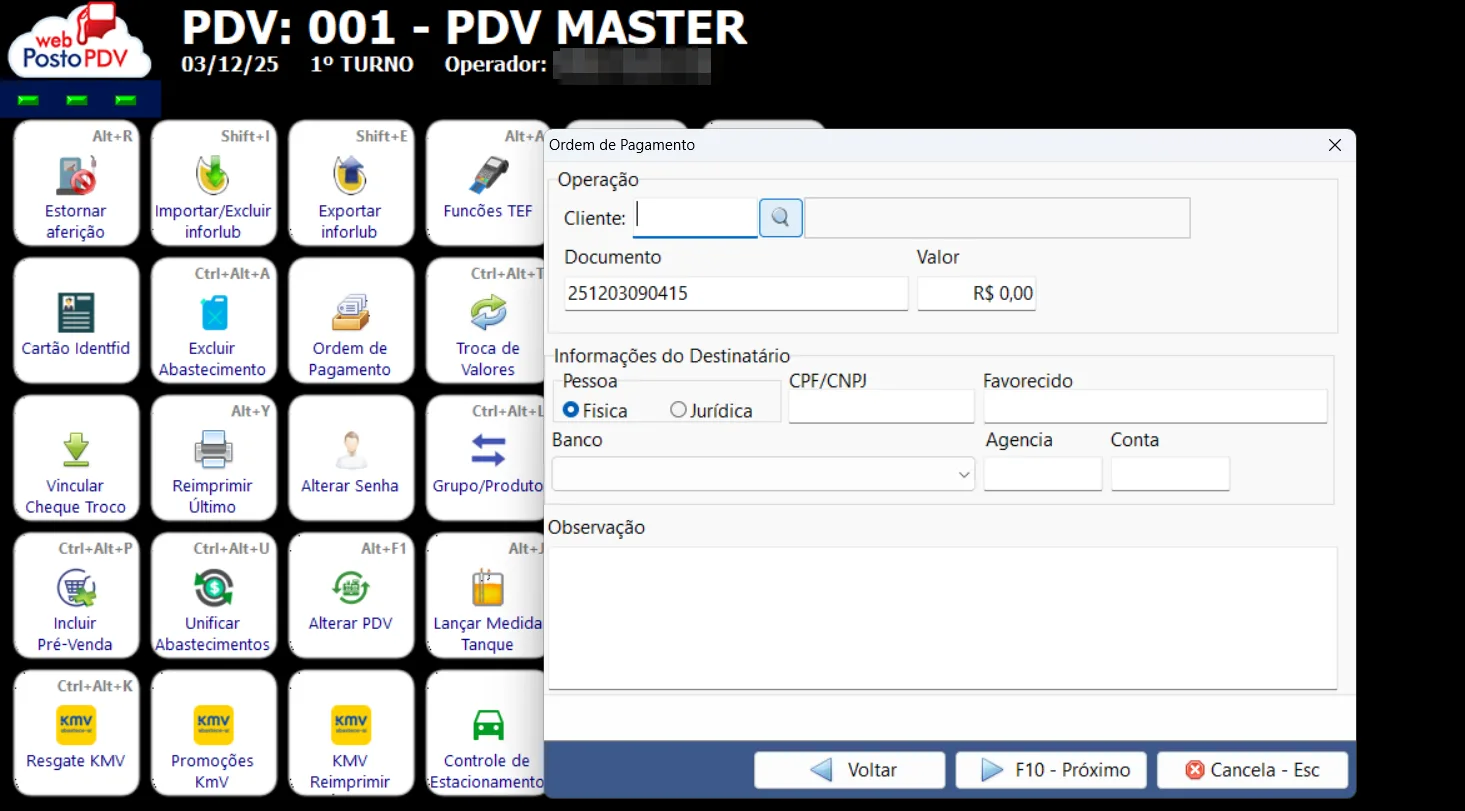 web
PostoPDV
PDV: 001 - PDV MASTER
03/12/25 1º TURNO Operador:
Alt+R
Estornar
aferição
Shift+I
Importar/Excluir
inforlub
Shift+E
Exportar
inforlub
Alt+A
Funcões TEF
Cartão Identfid
Ctrl+Alt+A
Excluir
Abastecimento
Ordem de
Pagamento
Ctrl+Alt+T
Troca de
Valores
Vincular
Cheque Troco
Alt+Y
Reimprimir
Último
Alterar Senha
Ctrl+Alt+L
Grupo/Produto
Ctrl+Alt+P
Incluir
Pré-Venda
Ctrl+Alt+U
Unificar
Abastecimentos
Alt+F1
Alterar PDV
Alt+J
Lançar Medida
Tanque
Ctrl+Alt+K
KMV
Resgate KMV
KMV
Promoções
KmV
KMV
KMV
Reimprimir
Controle de
Estacionamento
Ordem de Pagamento
Operação
Cliente:
Documento Valor
251203090415 R$ 0,00
Informações do Destinatário
Pessoa CPF/CNPJ Favorecido
Fisica Jurídica
Banco Agencia Conta
Observação
Voltar F10 - Próximo Cancela - Esc